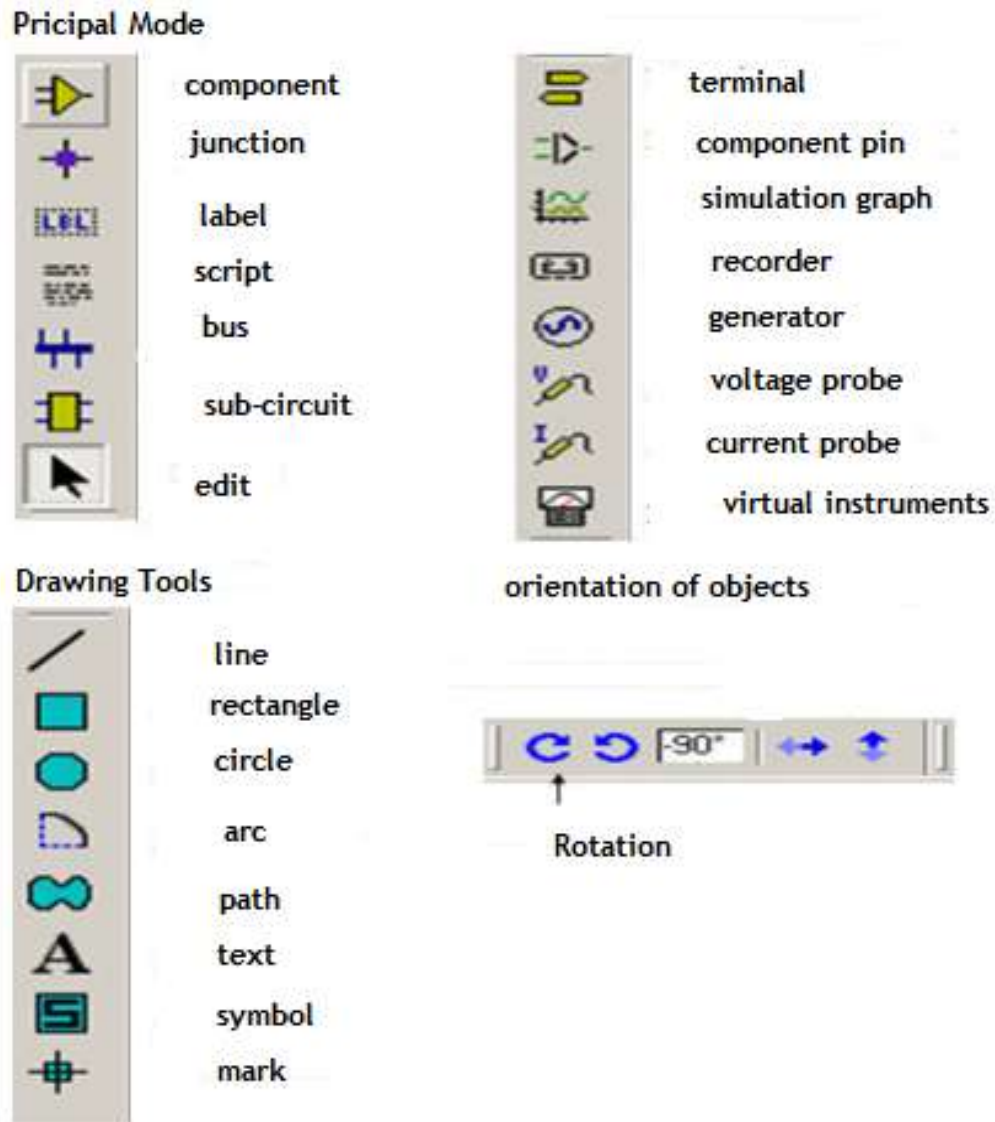 Pricipal Mode
component
junction
LBL
label
script
bus
sub-circuit
edit
terminal
component pin
simulation graph
recorder
generator
V
voltage probe
I
current probe
virtual instruments
Drawing Tools
line
rectangle
circle
arc
path
A
text
S
symbol
mark
orientation of objects
-90°
Rotation